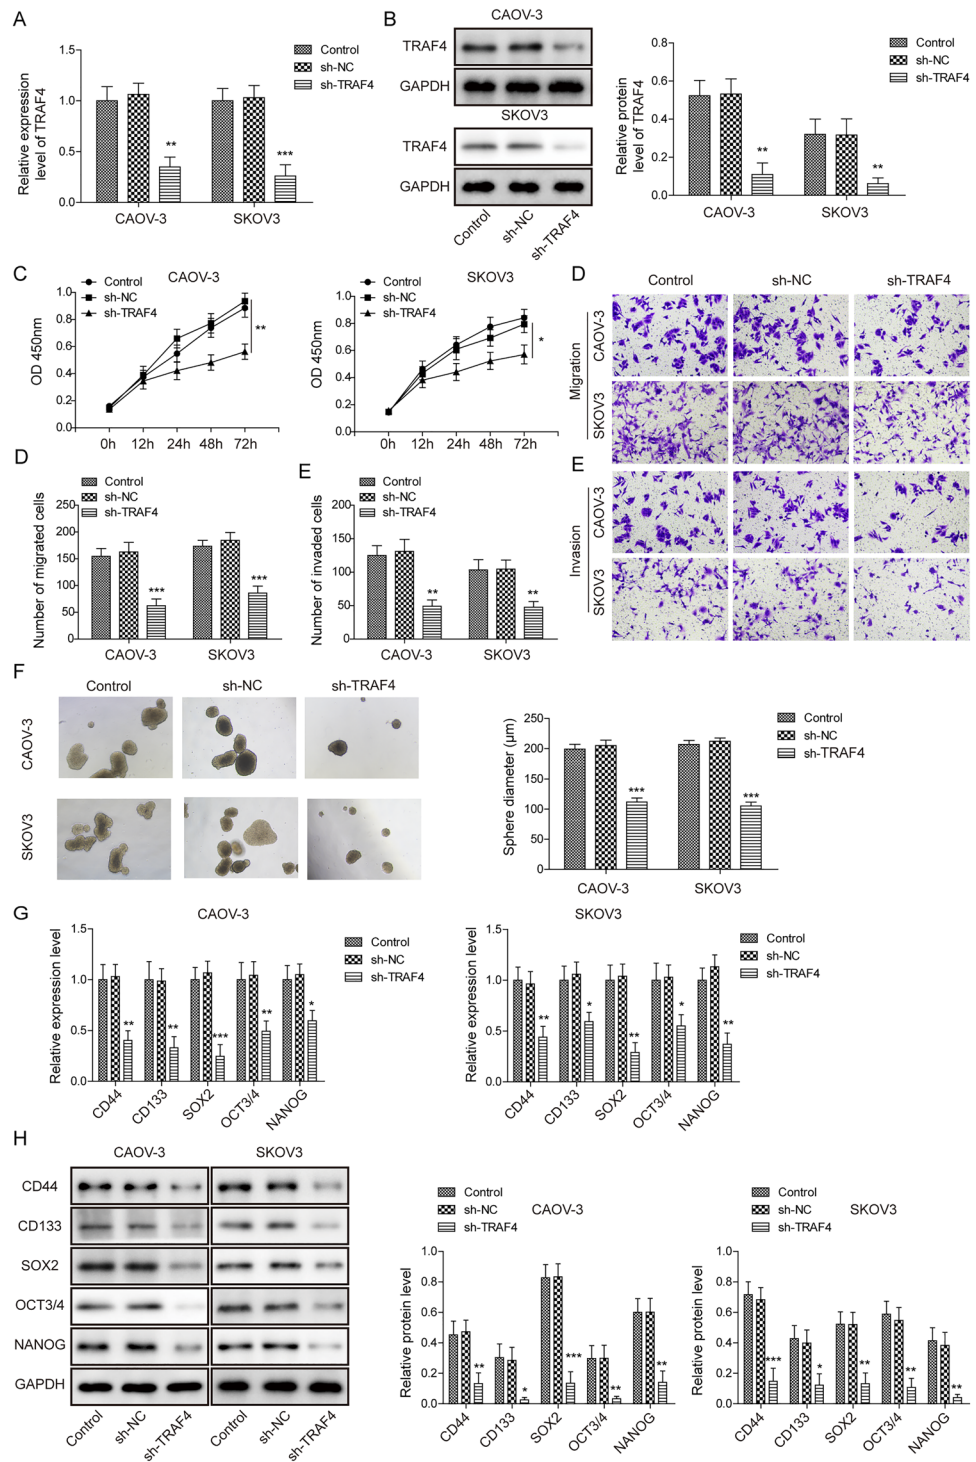 A
Relative expression
level of TRAF4
1.5
1.0
0.5
0.0
Control
sh-NC
sh-TRAF4
**
***
CAOV-3
SKOV3
B
CAOV-3
TRAF4
GAPDH
SKOV3
TRAF4
GAPDH
Control
sh-NC
sh-TRAF4
Relative protein
level of TRAF4
0.8
0.6
0.4
0.2
0.0
Control
sh-NC
sh-TRAF4
**
**
CAOV-3
SKOV3
C
CAOV-3
Control
sh-NC
sh-TRAF4
OD 450nm
1.0
0.8
0.6
0.4
0.2
0.0
**
0h 12h 24h 48h 72h
SKOV3
Control
sh-NC
sh-TRAF4
OD 450nm
1.0
0.8
0.6
0.4
0.2
0.0
*
0h 12h 24h 48h 72h
D
Control sh-NC sh-TRAF4
Migration
CAOV-3
SKOV3
E
Invasion
CAOV-3
SKOV3
D
Number of migrated cells
200
150
100
50
0
Control
sh-NC
sh-TRAF4
***
***
CAOV-3
SKOV3
E
Number of invaded cells
200
150
100
50
0
Control
sh-NC
sh-TRAF4
**
**
CAOV-3
SKOV3
F
Control sh-NC sh-TRAF4
CAOV-3
SKOV3
Sphere diameter (μm)
250
200
150
100
50
0
Control
sh-NC
sh-TRAF4
***
***
CAOV-3
SKOV3
G
CAOV-3
Relative expression level
1.5
1.0
0.5
0.0
Control
sh-NC
sh-TRAF4
** ** *** ** *
CD44 CD133 SOX2 OCT3/4 NANOG
SKOV3
Relative expression level
1.5
1.0
0.5
0.0
Control
sh-NC
sh-TRAF4
** * ** * **
CD44 CD133 SOX2 OCT3/4 NANOG
H
CAOV-3 SKOV3
CD44
CD133
SOX2
OCT3/4
NANOG
GAPDH
Control sh-NC sh-TRAF4 Control sh-NC sh-TRAF4
Control
sh-NC
sh-TRAF4
CAOV-3
Relative protein level
1.0
0.8
0.6
0.4
0.2
0.0
** * *** ** **
CD44 CD133 SOX2 OCT3/4 NANOG
Control
sh-NC
sh-TRAF4
SKOV3
Relative protein level
1.0
0.8
0.6
0.4
0.2
0.0
*** * ** ** **
CD44 CD133 SOX2 OCT3/4 NANOG